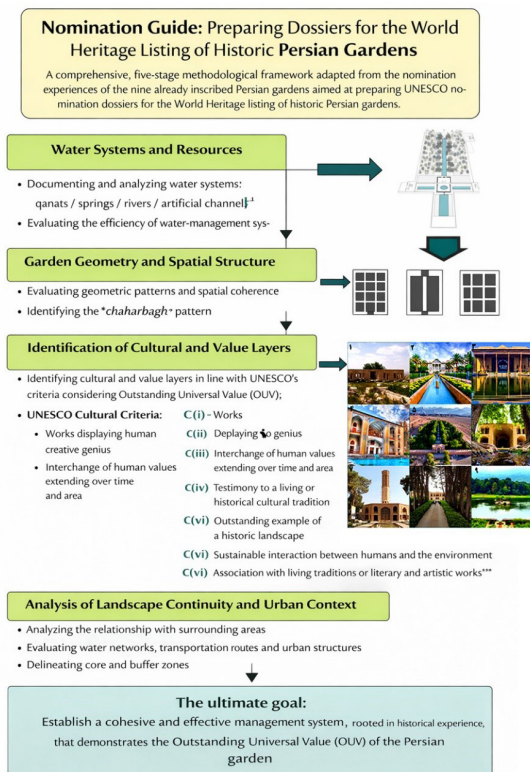 Nomination Guide: Preparing Dossiers for the World
Heritage Listing of Historic Persian Gardens
A comprehensive, five-stage methodological framework adapted from the nomination
experiences of the nine already inscribed Persian gardens aimed at preparing UNESCO no-
mination dossiers for the World Heritage listing of historic Persian gardens.
Water Systems and Resources
• Documenting and analyzing water systems:
qanats / springs / rivers / artificial channel
• Evaluating the efficiency of water-management sys-
Garden Geometry and Spatial Structure
• Evaluating geometric patterns and spatial coherence
• Identifying the "chaharbagh" pattern
Identification of Cultural and Value Layers
• Identifying cultural and value layers in line with UNESCO's
criteria considering Outstanding Universal Value (OUV);
• UNESCO Cultural Criteria:
• Works displaying human
creative genius
• Interchange of human values
extending over time
and area
C(i) - Works
C(ii) Deplaying to genius
C(iii) Interchange of human values
extending over time and area
C(iv) Testimony to a living or
historical cultural tradition
C(vi) Outstanding example of
a historic landscape
C(vi) Sustainable interaction between humans and the environment
C(vi) Association with living traditions or literary and artistic works***
Analysis of Landscape Continuity and Urban Context
• Analyzing the relationship with surrounding areas
• Evaluating water networks, transportation routes and urban structures
• Delineating core and buffer zones
The ultimate goal:
Establish a cohesive and effective management system, rooted in historical experience,
that demonstrates the Outstanding Universal Value (OUV) of the Persian
garden